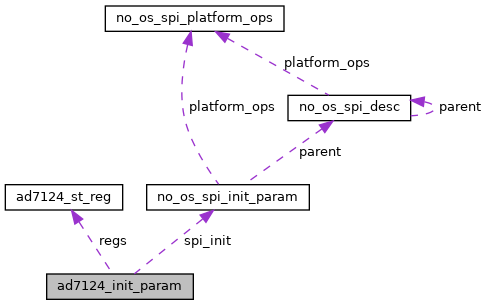 no_os_spi_platform_ops
platform_ops
no_os_spi_desc
parent
platform_ops
parent
ad7124_st_reg
no_os_spi_init_param
regs
spi_init
ad7124_init_param